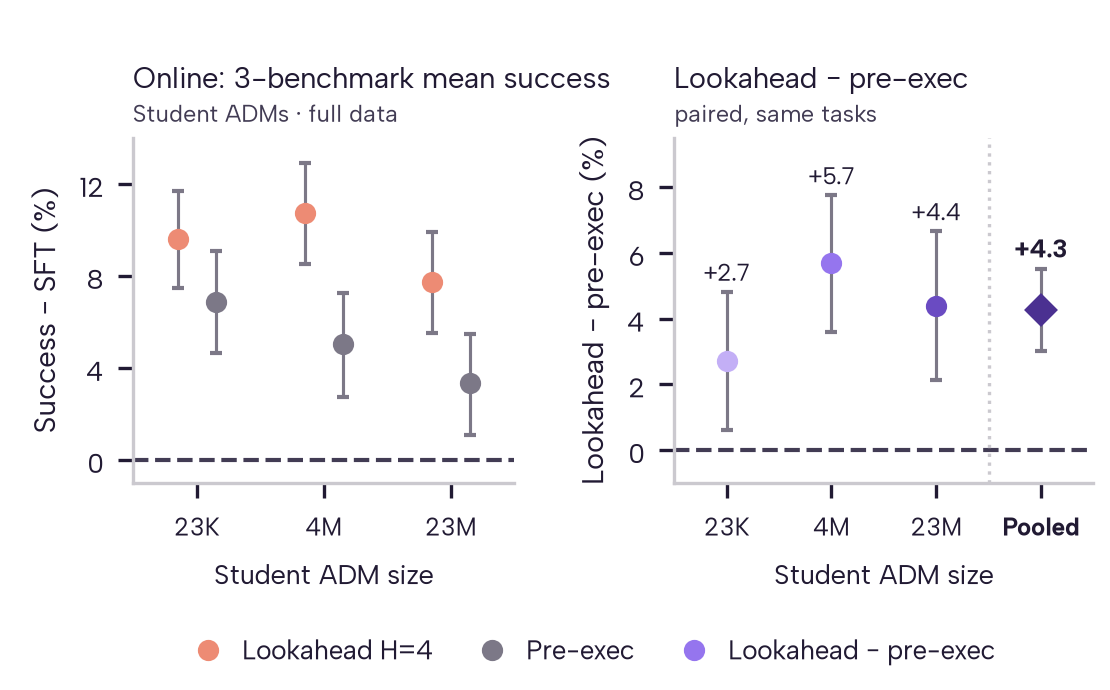 Online: 3-benchmark mean success
Student ADMs · full data
Success - SFT (%)
12
8
4
0
23K 4M 23M
Student ADM size
Lookahead - pre-exec
paired, same tasks
Lookahead - pre-exec (%)
8
6
4
2
0
+2.7
+5.7
+4.4
+4.3
23K 4M 23M Pooled
Student ADM size
Lookahead H=4 Pre-exec Lookahead - pre-exec